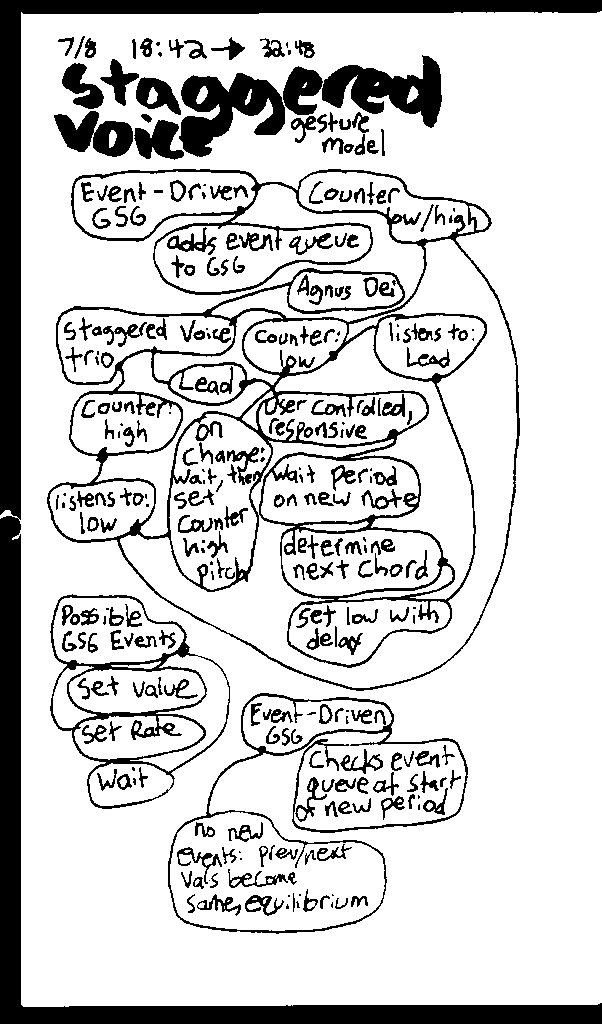 7/8 18:42 → 32:48
staggered
voice
gesture
model
Event-Driven
GSG
Counter
low/high
adds event queue
to GSG
Agnus Dei
Staggered Voice
trio
Counter:
low
listens to:
Lead
Lead
Counter:
high
User controlled,
responsive
on
change:
wait, then
set
counter
high
pitch
listens to:
low
wait period
on new note
determine
next chord
set low with
delay
Possible
GSG Events
Set value
Set Rate
Wait
Event-Driven
GSG
Checks event
queue at start
of new period
no new
events: prev/next
vals become
same, equilibrium